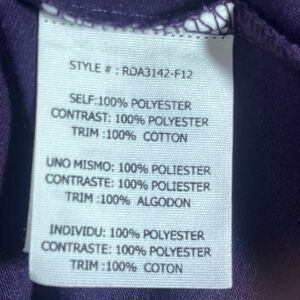 STYLE # : RDA3142-F12
SELF:100% POLYESTER
CONTRAST: 100% POLYESTER
TRIM :100% COTTON
UNO MISMO: 100% POLIESTER
CONTRASTE: 100% POLIESTER
TRIM :100% ALGODON
INDIVIDU: 100% POLYESTER
CONTRASTE: 100% POLYESTER
TRIM :100% COTON